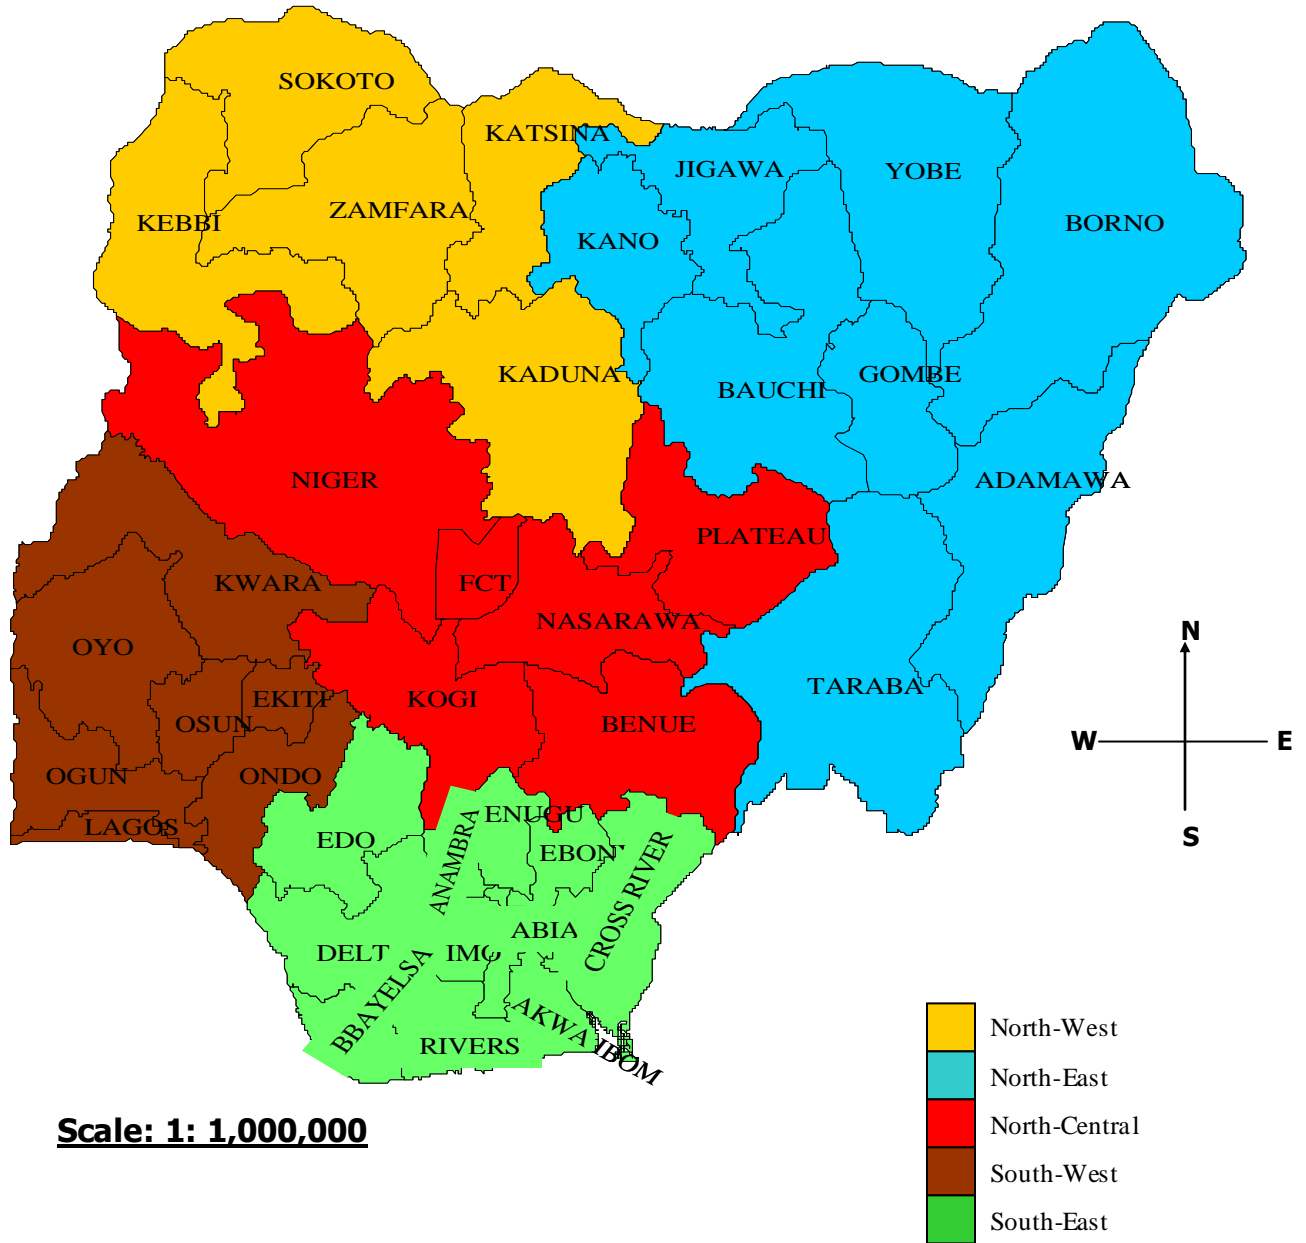 SOKOTO
KATSINA
JIGAWA
YOBE
ZAMFARA
KEBBI
BORNO
KANO
KADUNA
BAUCHI
GOMBE
NIGER
ADAMAWA
PLATEAU
KWARA
FCT
NASARAWA
OYO
TARABA
EKITI
KOGI
OSUN
BENUE
OGUN
ONDO
LAGOS
EDO
ANAMBRA
ENUGU
EBONY
CROSS RIVER
DELT
BBAYELSA
IMO
ABIA
AKWA IBOM
RIVERS
N
W
E
S
Scale: 1: 1,000,000
North-West
North-East
North-Central
South-West
South-East